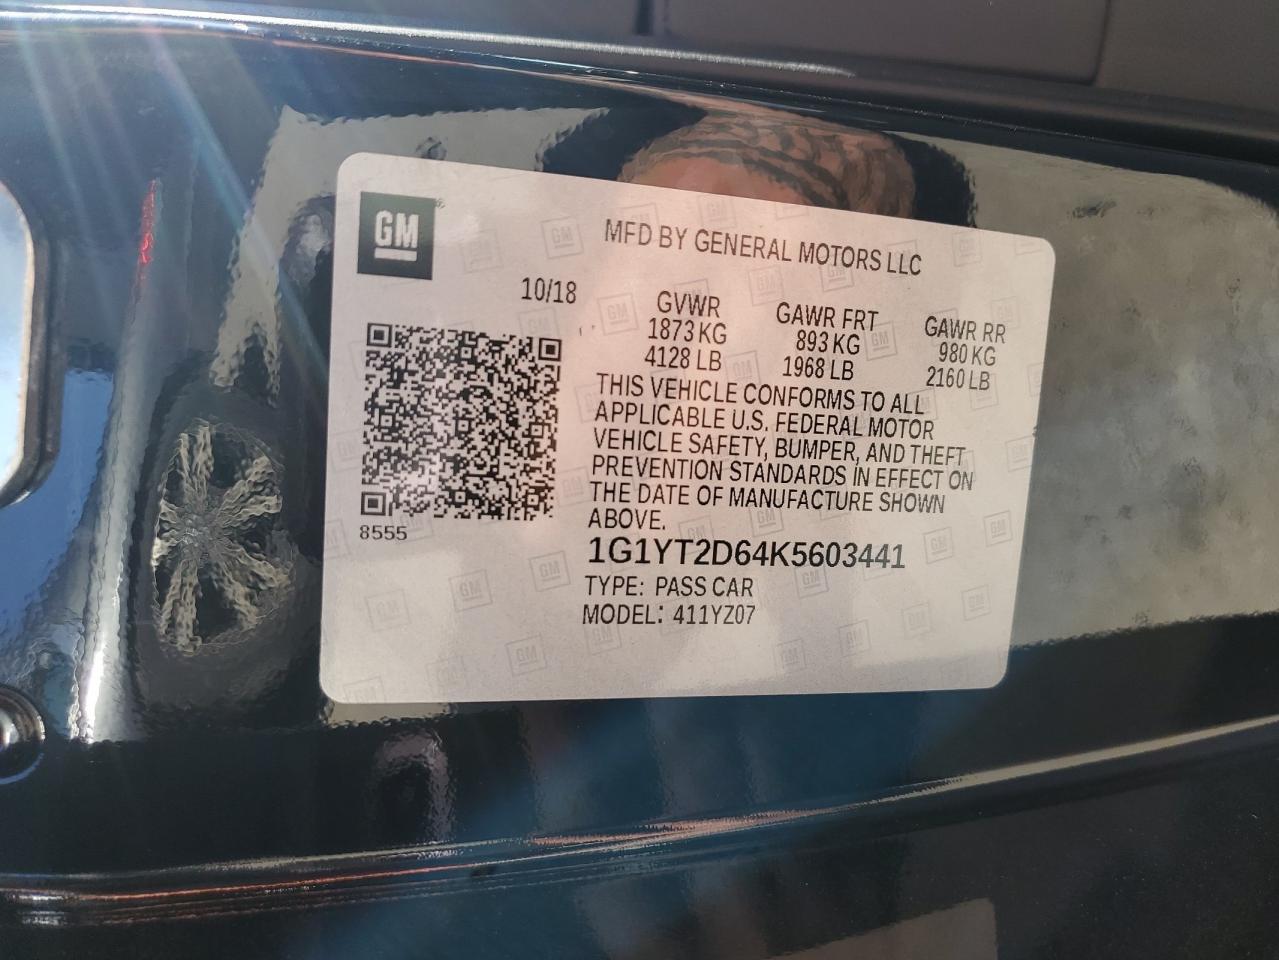 GM
MFD BY GENERAL MOTORS LLC
10/18
GVWR GAWR FRT GAWR RR
1873 KG 893 KG 980 KG
4128 LB 1968 LB 2160 LB
THIS VEHICLE CONFORMS TO ALL
APPLICABLE U.S. FEDERAL MOTOR
VEHICLE SAFETY, BUMPER, AND THEFT
PREVENTION STANDARDS IN EFFECT ON
THE DATE OF MANUFACTURE SHOWN
ABOVE.
8555
1G1YT2D64K5603441
TYPE: PASS CAR
MODEL: 411YZ07